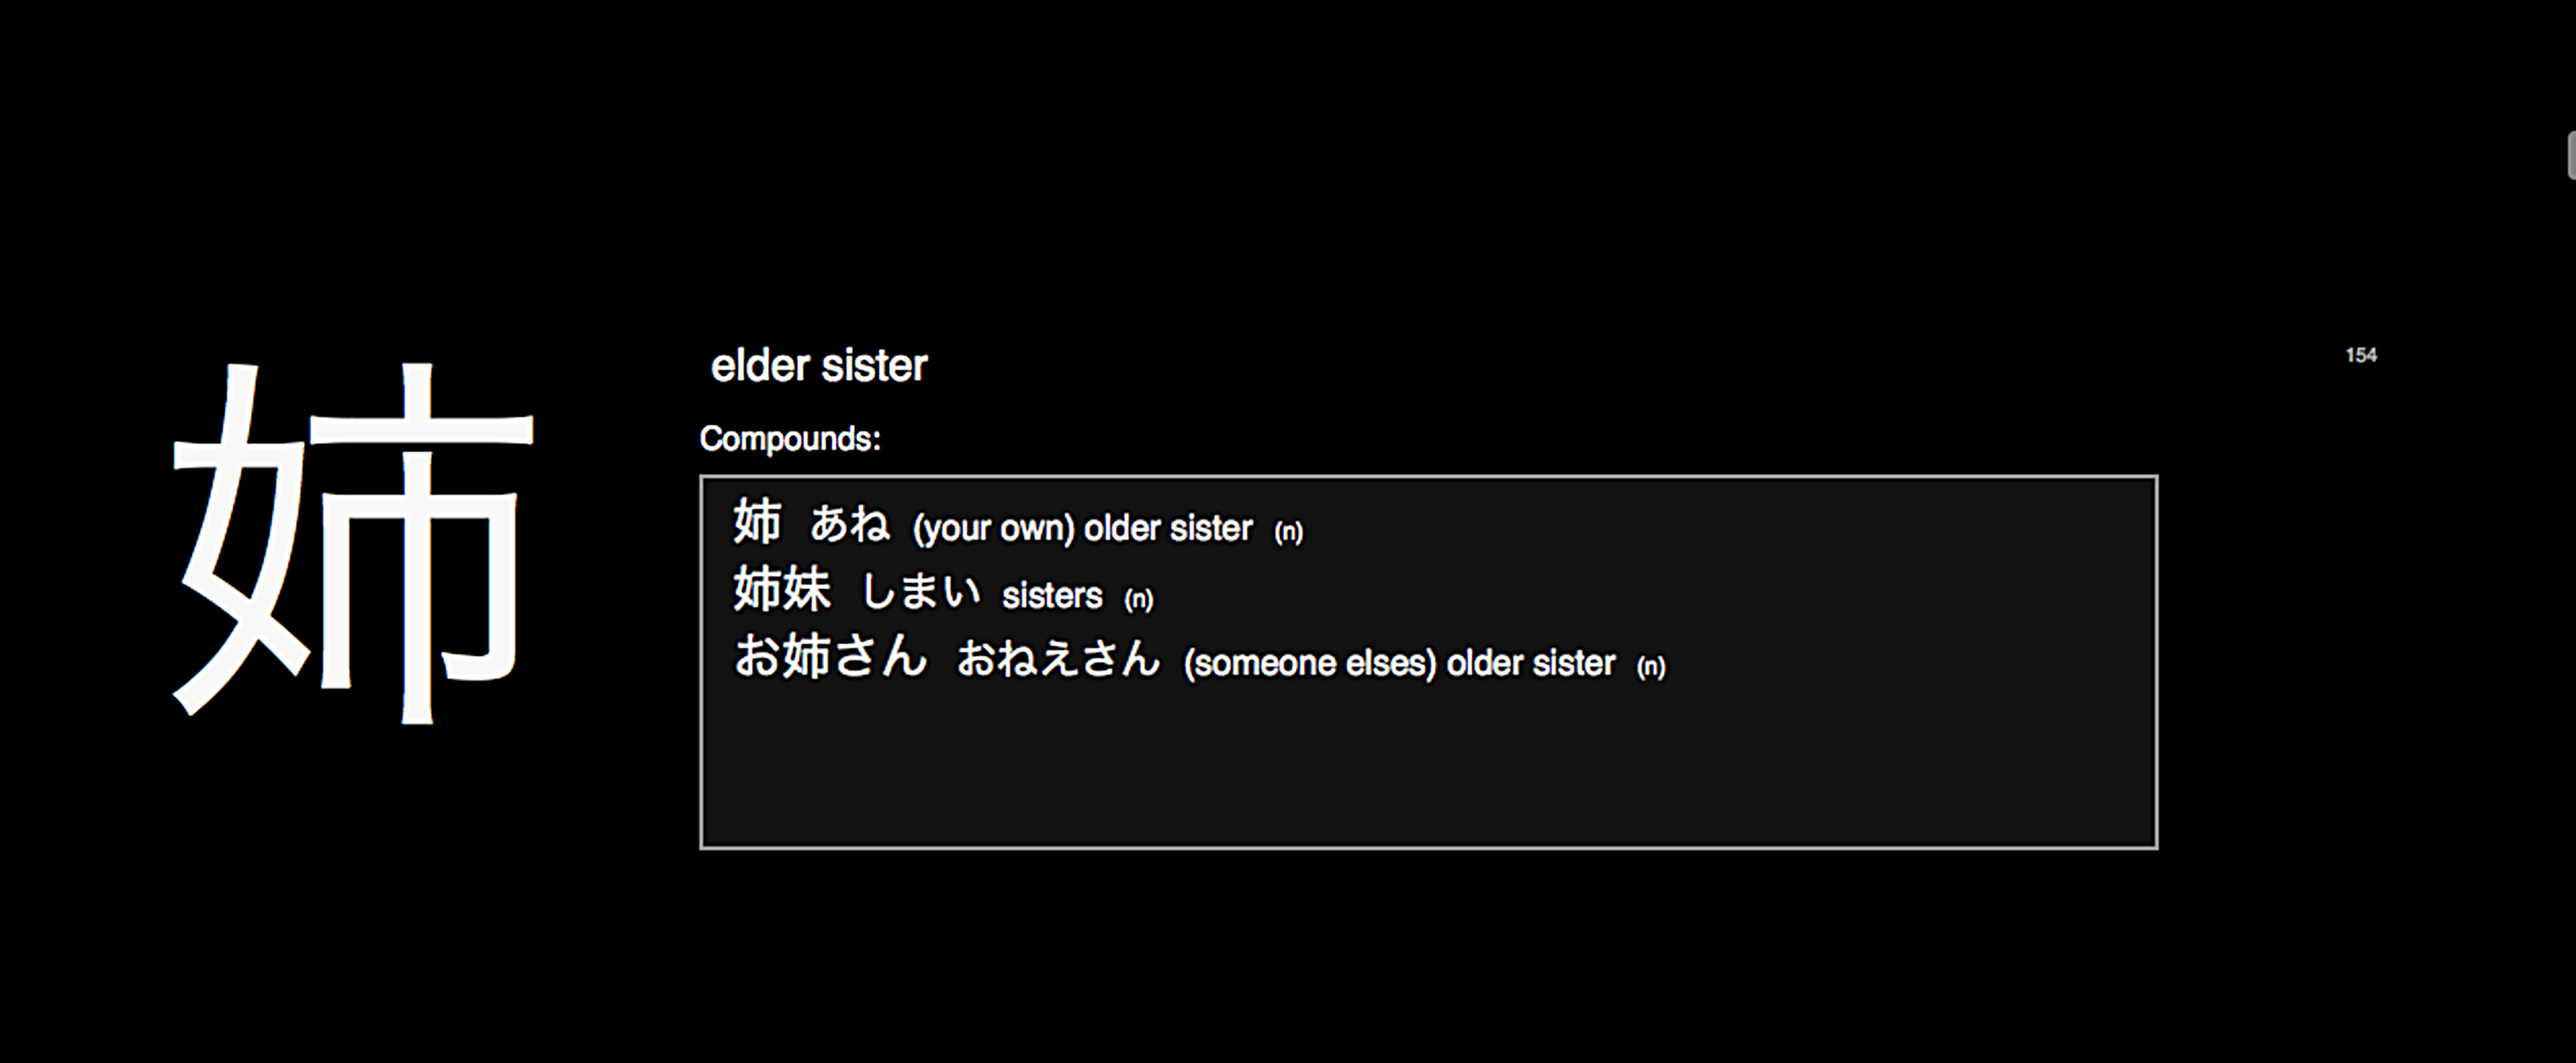 姉
elder sister
154
Compounds:
姉 あね (your own) older sister (n)
姉妹 しまい sisters (n)
お姉さん おねえさん (someone elses) older sister (n)